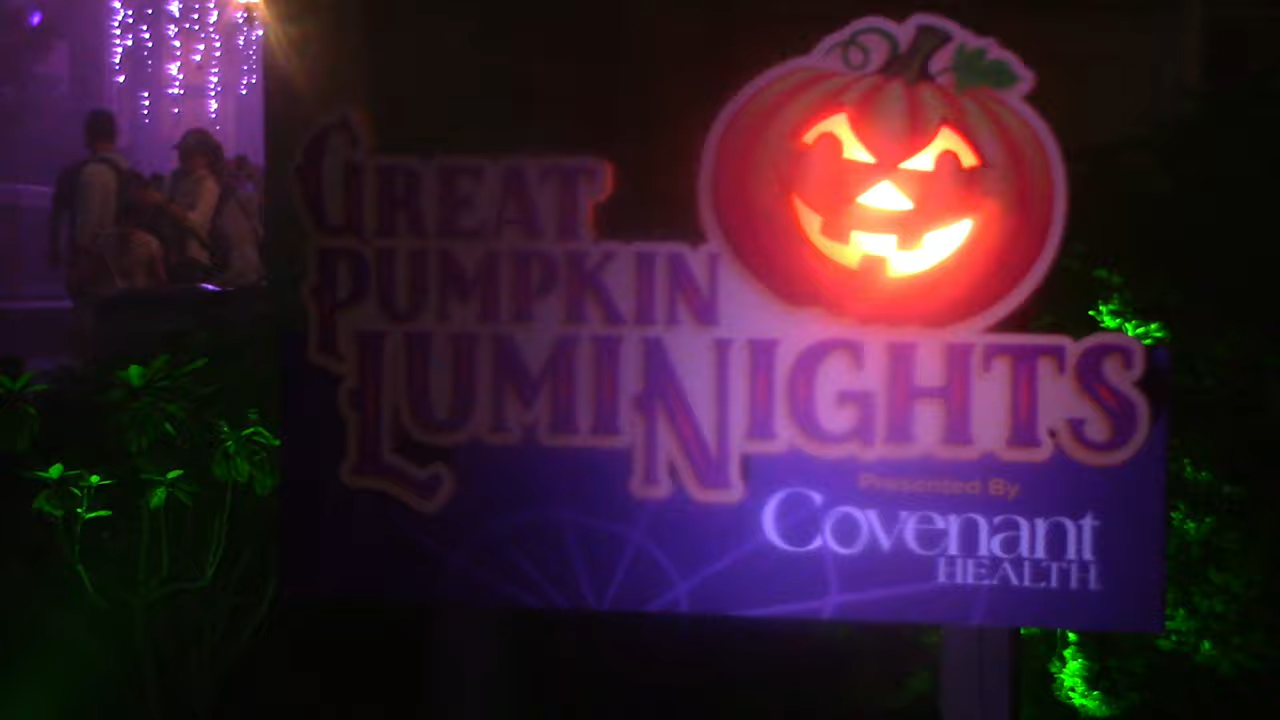 GREAT
PUMPKIN
LUMINIGHTS
Presented By
Covenant
HEALTH